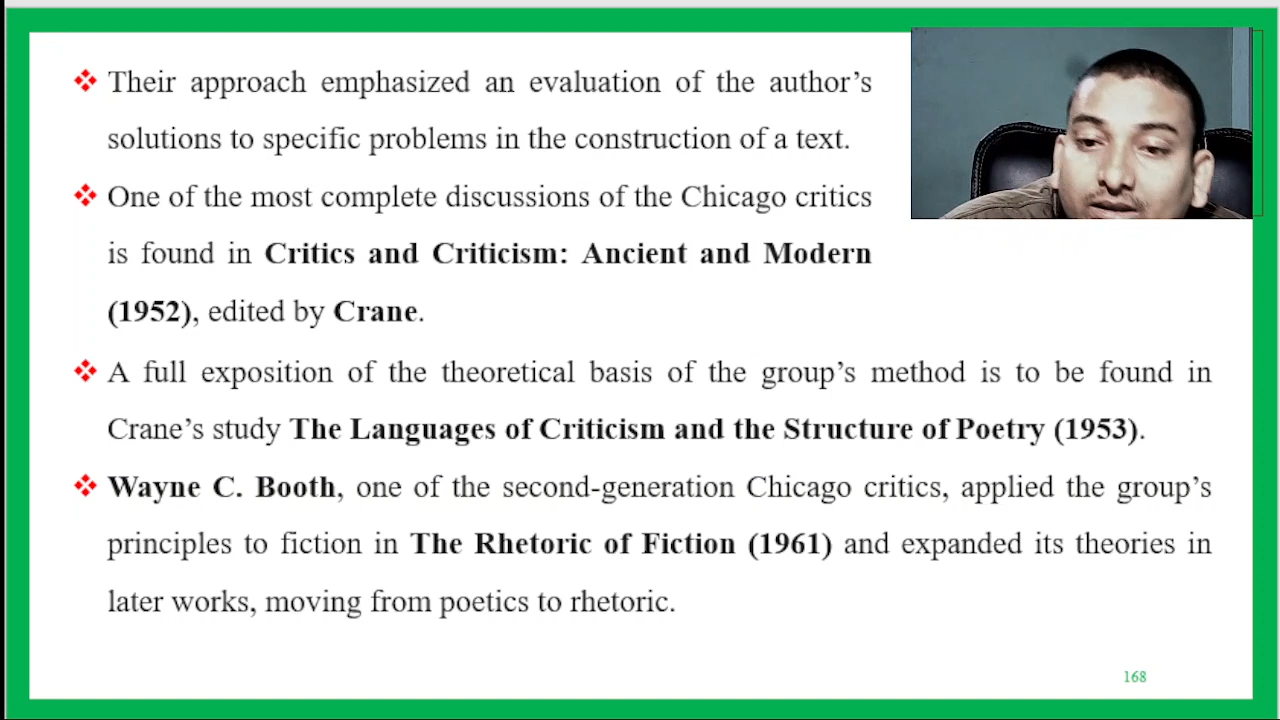 Their approach emphasized an evaluation of the author’s
solutions to specific problems in the construction of a text.
One of the most complete discussions of the Chicago critics
is found in Critics and Criticism: Ancient and Modern
(1952), edited by Crane.
A full exposition of the theoretical basis of the group’s method is to be found in
Crane’s study The Languages of Criticism and the Structure of Poetry (1953).
Wayne C. Booth, one of the second-generation Chicago critics, applied the group’s
principles to fiction in The Rhetoric of Fiction (1961) and expanded its theories in
later works, moving from poetics to rhetoric.
168